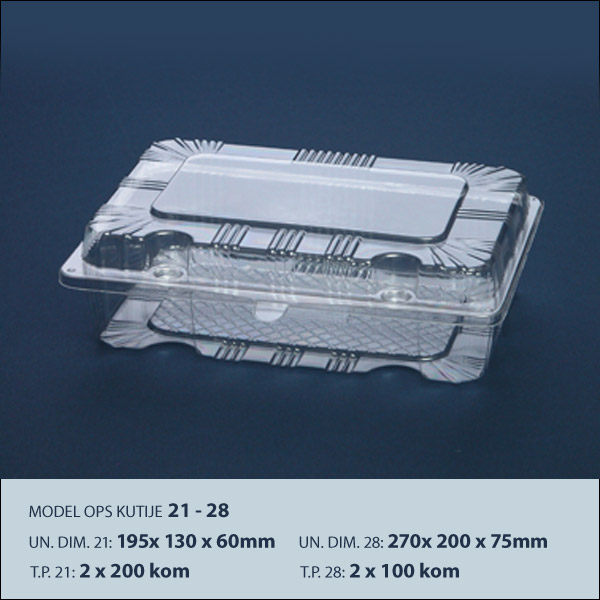 MODEL OPS KUTIJE 21 - 28
UN. DIM. 21: 195x 130 x 60mm UN. DIM. 28: 270x 200 x 75mm
T.P. 21: 2 x 200 kom T.P. 28: 2 x 100 kom